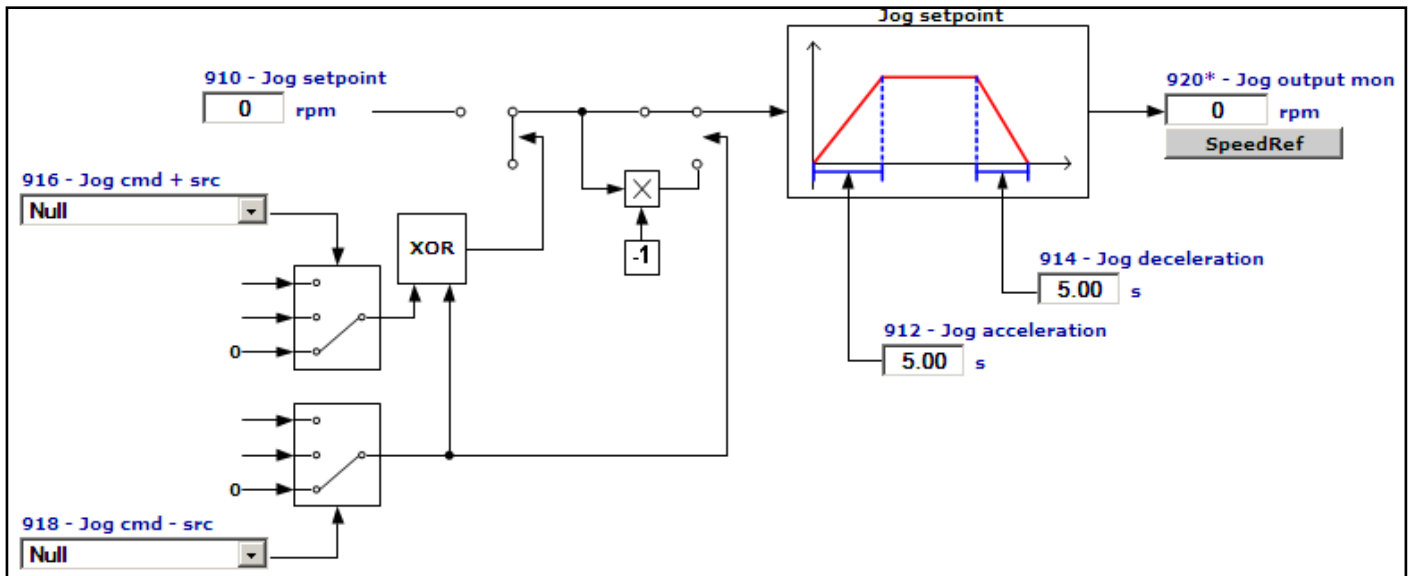 Jog setpoint
910 - Jog setpoint
0 rpm
920* - Jog output mon
0 rpm
SpeedRef
916 - Jog cmd + src
Null
XOR
-1
0
914 - Jog deceleration
5.00 s
912 - Jog acceleration
5.00 s
0
918 - Jog cmd - src
Null